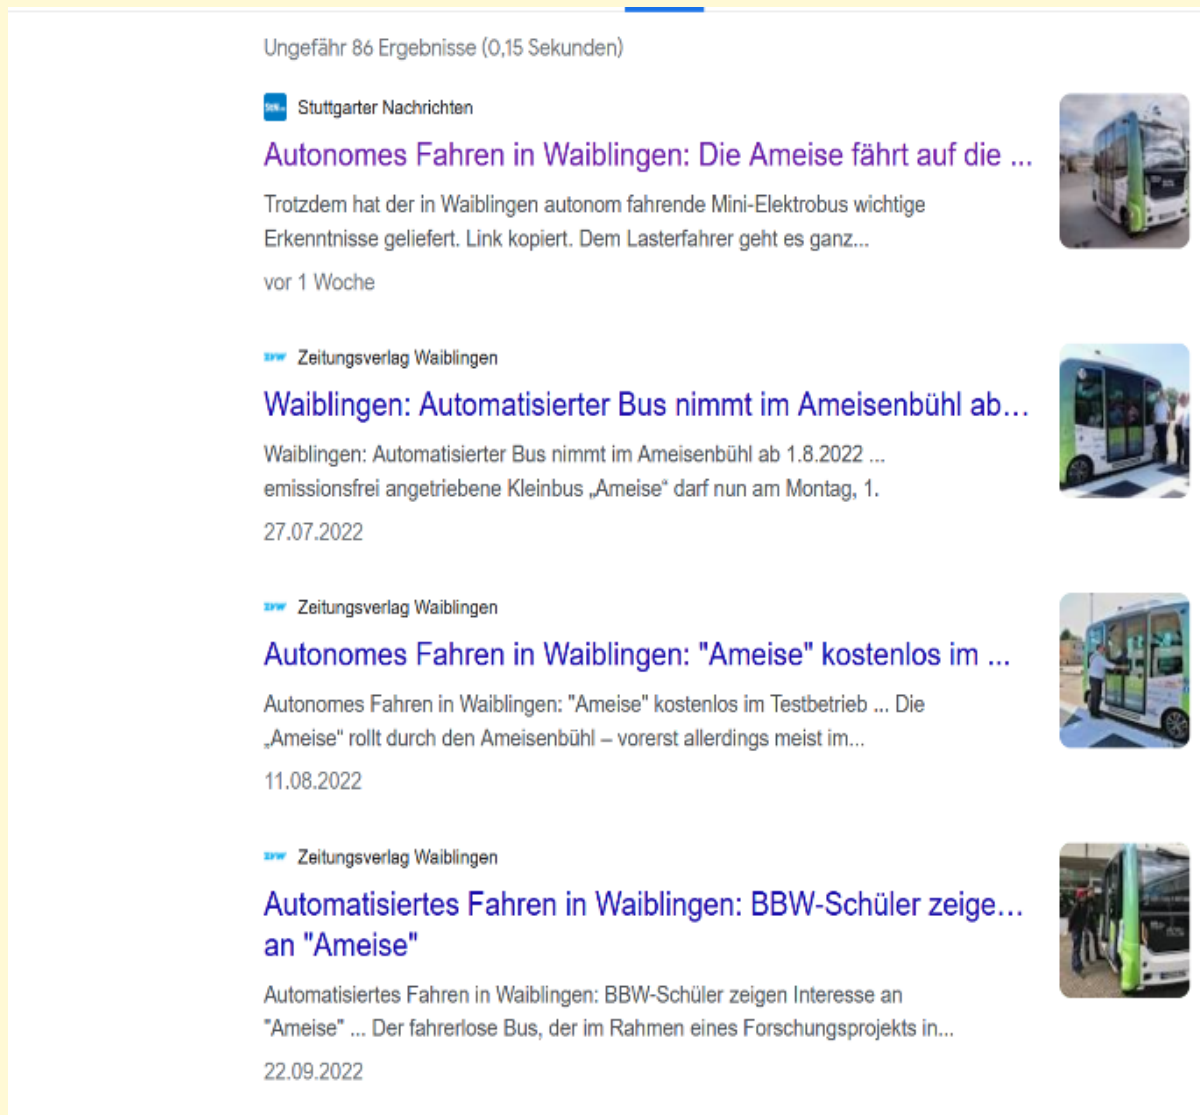 Ungefähr 86 Ergebnisse (0,15 Sekunden)
Stuttgarter Nachrichten
Autonomes Fahren in Waiblingen: Die Ameise fährt auf die ...
Trotzdem hat der in Waiblingen autonom fahrende Mini-Elektrobus wichtige
Erkenntnisse geliefert. Link kopiert. Dem Lasterfahrer geht es ganz...
vor 1 Woche
ZVW Zeitungsverlag Waiblingen
Waiblingen: Automatisierter Bus nimmt im Ameisenbühl ab...
Waiblingen: Automatisierter Bus nimmt im Ameisenbühl ab 1.8.2022 ...
emissionsfrei angetriebene Kleinbus „Ameise“ darf nun am Montag, 1.
27.07.2022
ZVW Zeitungsverlag Waiblingen
Autonomes Fahren in Waiblingen: "Ameise" kostenlos im ...
Autonomes Fahren in Waiblingen: "Ameise" kostenlos im Testbetrieb ... Die
„Ameise" rollt durch den Ameisenbühl – vorerst allerdings meist im...
11.08.2022
ZVW Zeitungsverlag Waiblingen
Automatisiertes Fahren in Waiblingen: BBW-Schüler zeige...
an "Ameise"
Automatisiertes Fahren in Waiblingen: BBW-Schüler zeigen Interesse an
"Ameise" ... Der fahrerlose Bus, der im Rahmen eines Forschungsprojekts in...
22.09.2022